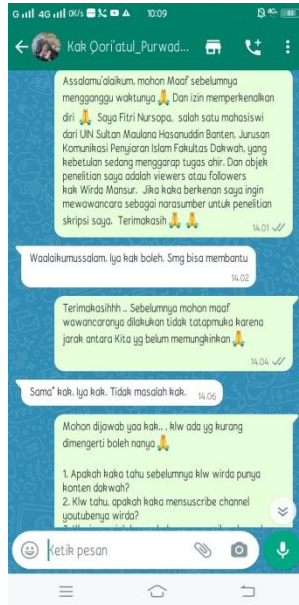 4G 0K/s 10:09
Kak Qori'atul_Purwad...
Assalamu'alaikum. mohon Maaf sebelumnya
mengganggu waktunya 🙏 Dan izin memperkenalkan
diri 🙏 Saya Fitri Nursopa. salah satu mahasiswi
dari UIN Sultan Maulana Hasanuddin Banten. Jurusan
Komunikasi Penyiaran Islam Fakultas Dakwah. yang
kebetulan sedang menggarap tugas ahir. Dan objek
penelitian saya adalah viewers atau followers
kak Wirda Mansur. Jika kaka berkenan saya ingin
mewawancara sebagai narasumber untuk penelitian
skripsi saya. Terimakasih 🙏 🙏
14.01
Waalaikumussalam. Iya kak boleh. Smg bisa membantu
14.02
Terimakasihhh .. Sebelumnya mohon maaf
wawancaranya dilakukan tidak tatapmuka karena
jarak antara Kita yg belum memungkinkan 🙏
14.04
Sama" kak. Iya kak. Tidak masalah kak. 14.06
Mohon dijawab yaa kak.. , klw ada yg kurang
dimengerti boleh nanya 🙏
1. Apakah kaka tahu sebelumnya klw wirda punya
konten dakwah?
2. Klw tahu. apakah kaka mensuscribe channel
youtubenya wirda?
Ketik pesan